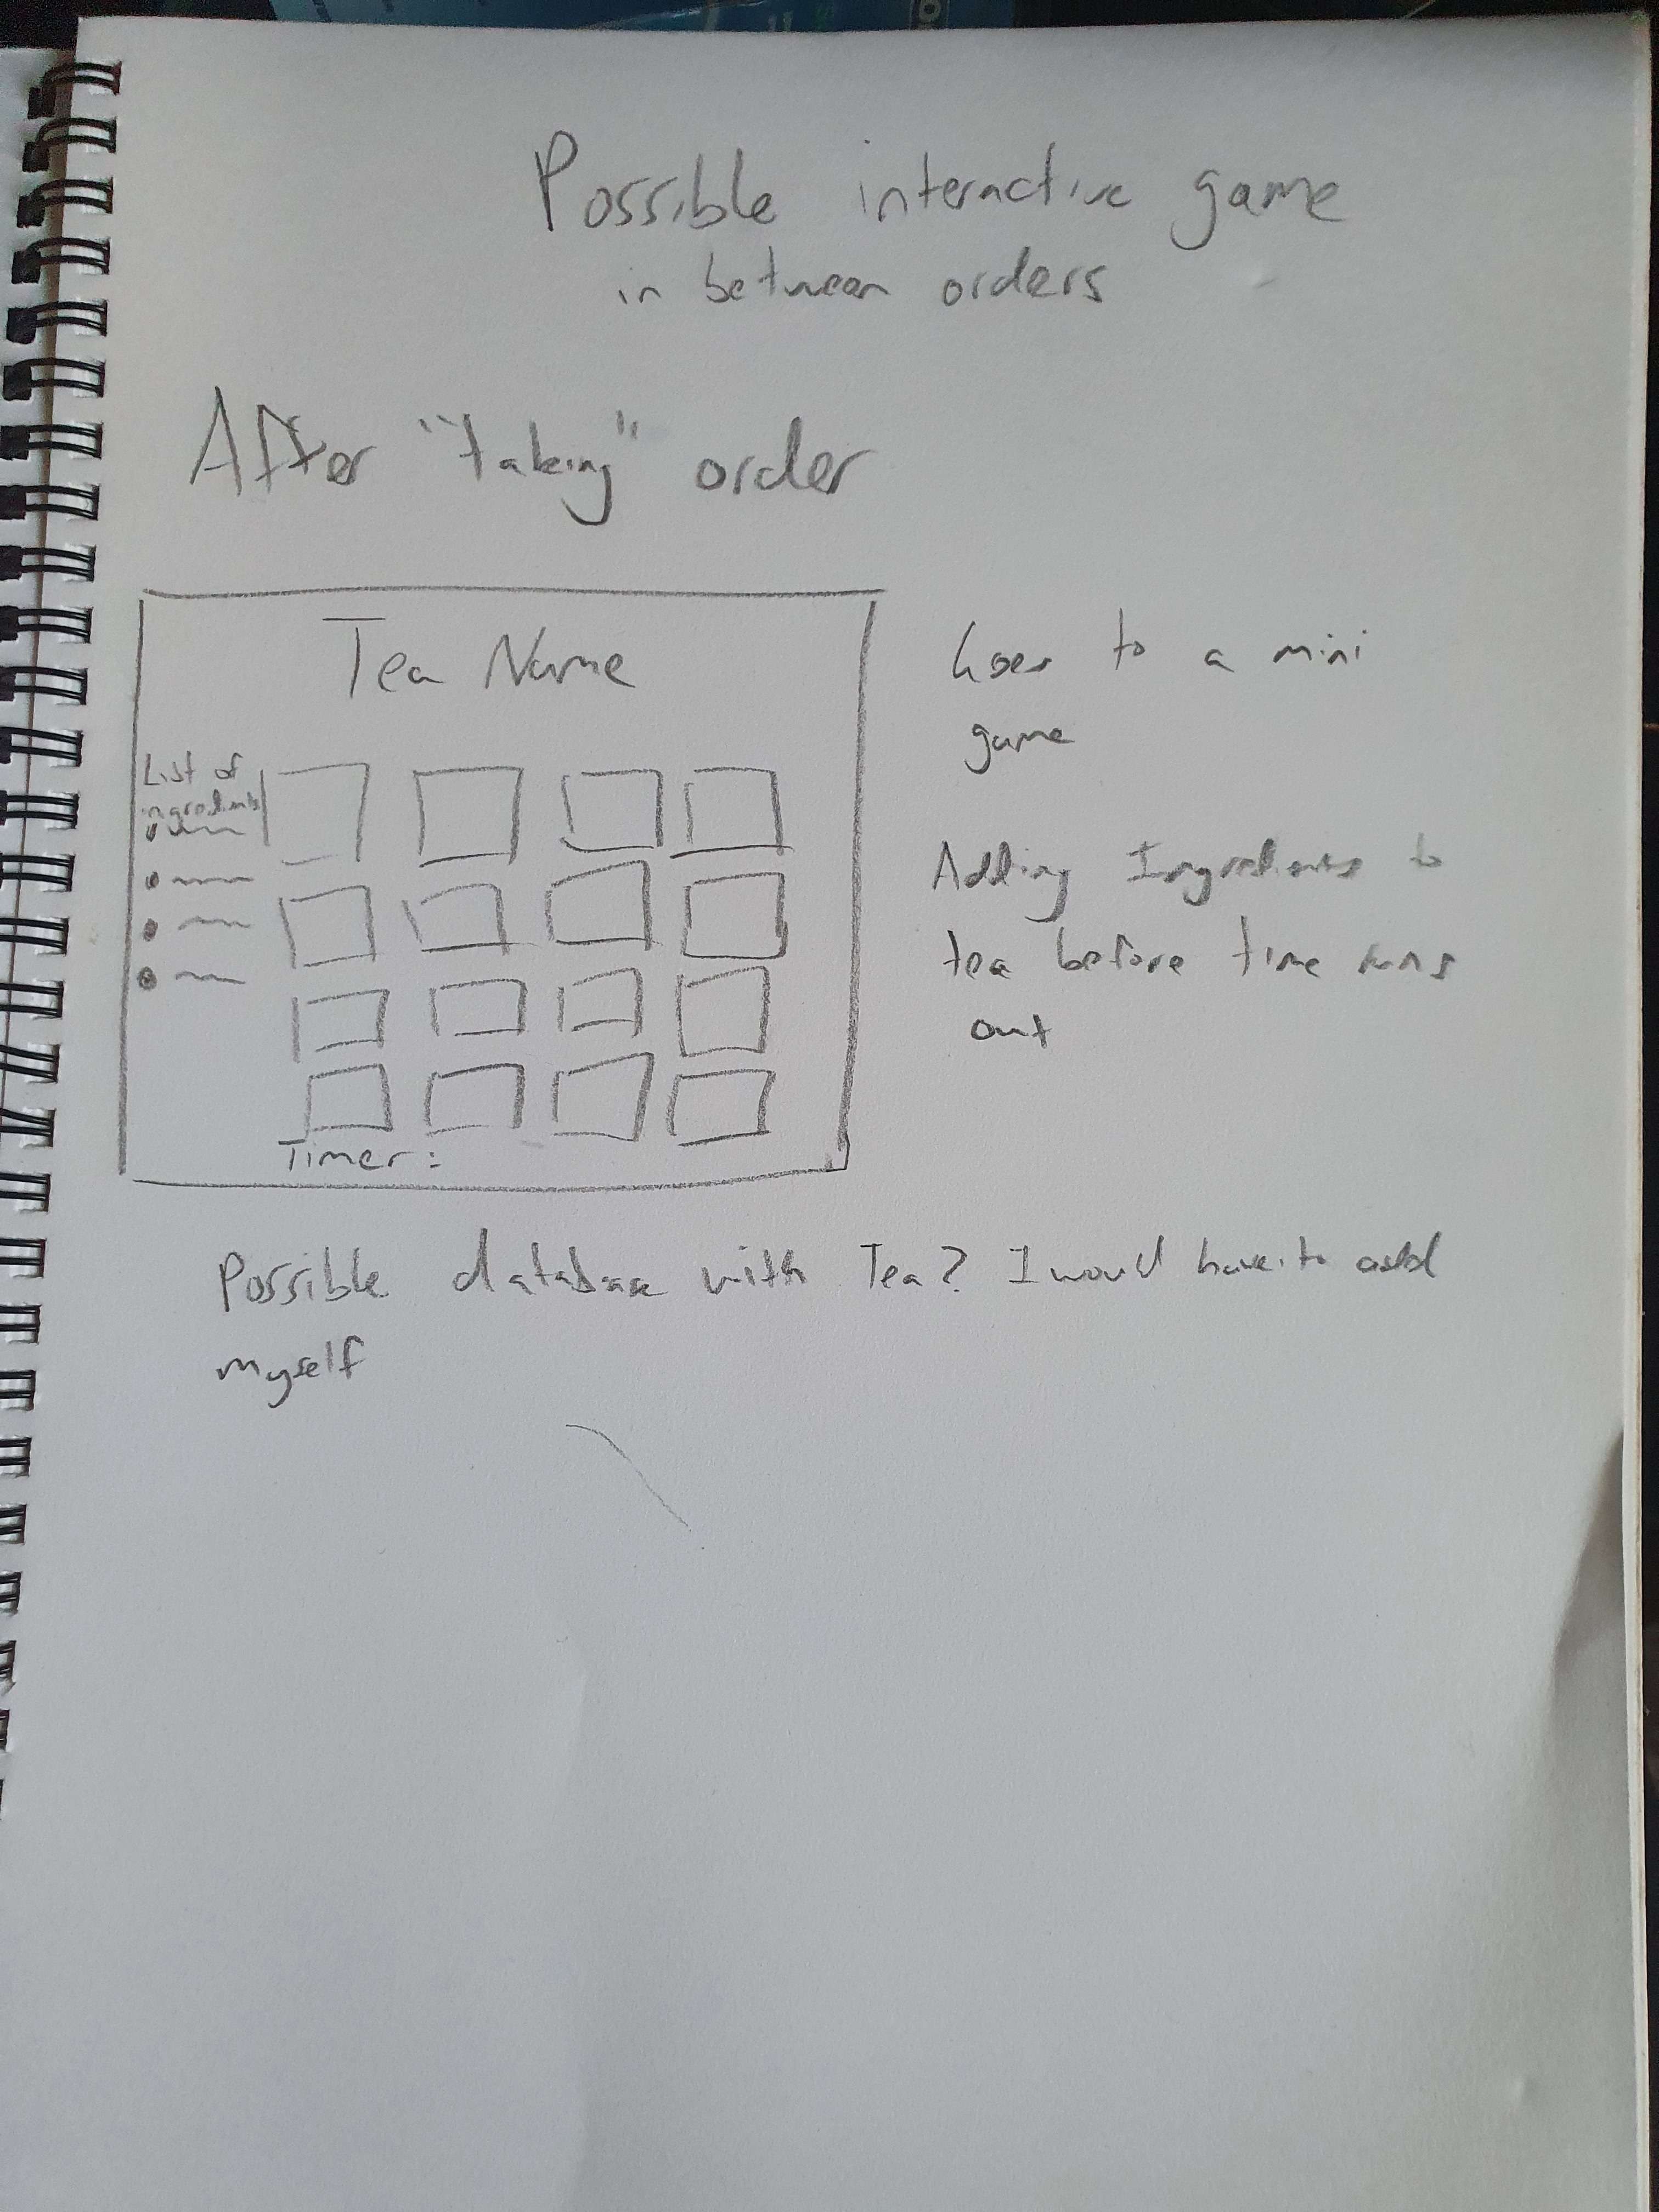 Possible interactive game
in between orders
After "taking" order
Tea Name
List of
ingredients
Timer:
Goes to a mini
game
Adding Ingredients to
tea before time runs
out
Possible database with Tea? I would have to add
myself